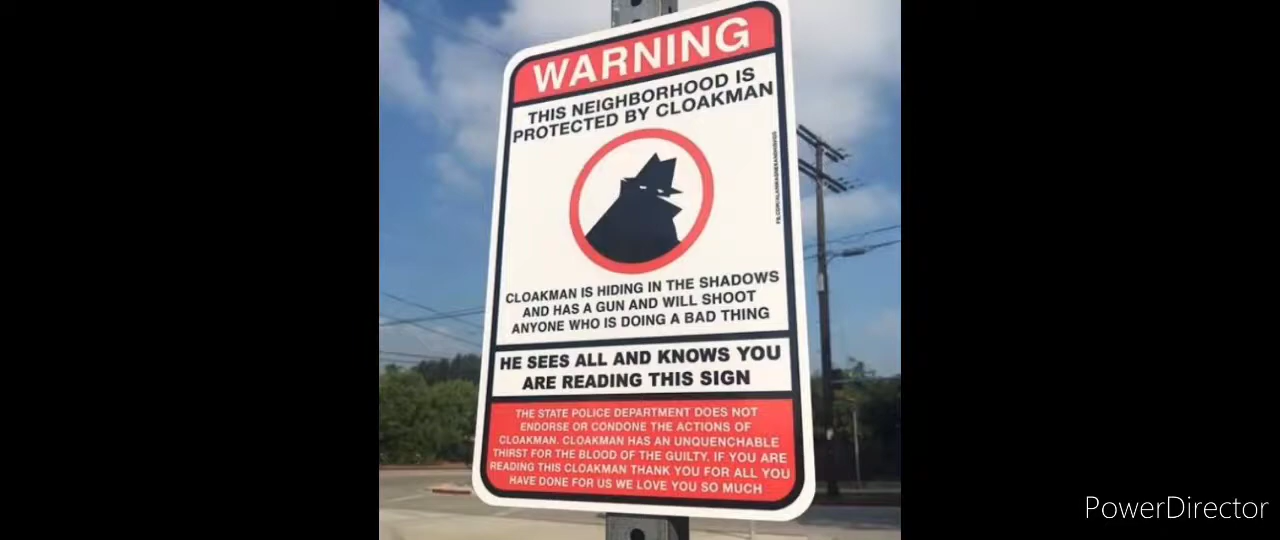 WARNING
THIS NEIGHBORHOOD IS
PROTECTED BY CLOAKMAN
CLOAKMAN IS HIDING IN THE SHADOWS
AND HAS A GUN AND WILL SHOOT
ANYONE WHO IS DOING A BAD THING
HE SEES ALL AND KNOWS YOU
ARE READING THIS SIGN
THE STATE POLICE DEPARTMENT DOES NOT
ENDORSE OR CONDONE THE ACTIONS OF
CLOAKMAN. CLOAKMAN HAS AN UNQUENCHABLE
THIRST FOR THE BLOOD OF THE GUILTY. IF YOU ARE
READING THIS CLOAKMAN THANK YOU FOR ALL YOU
HAVE DONE FOR US WE LOVE YOU SO MUCH
PowerDirector